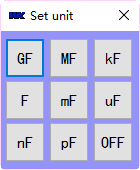 Set unit
GF MF kF
F mF uF
nF pF OFF